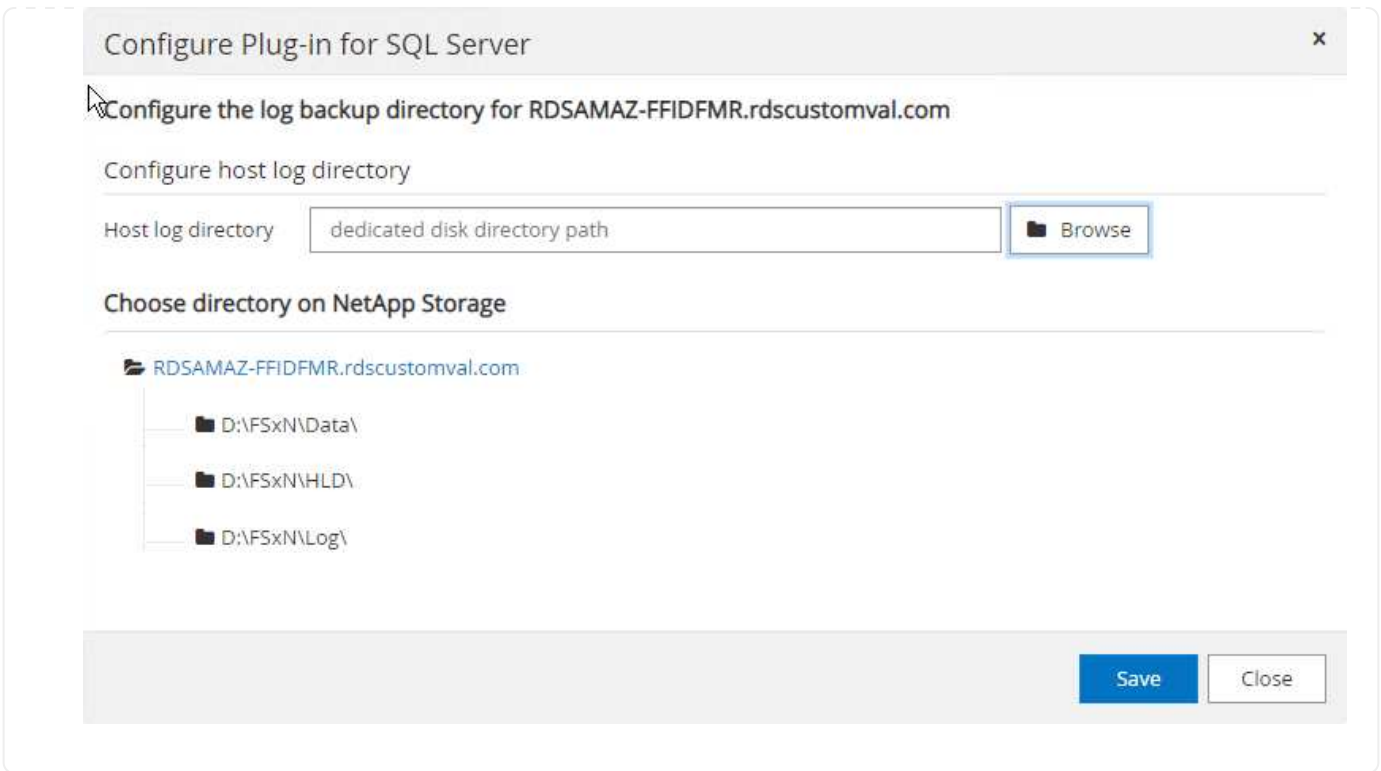 Configure Plug-in for SQL Server ×
Configure the log backup directory for RDSAMAZ-FFIDFMR.rdscustomval.com
Configure host log directory
Host log directory dedicated disk directory path Browse
Choose directory on NetApp Storage
RDSAMAZ-FFIDFMR.rdscustomval.com
D:\FSxN\Data\
D:\FSxN\HLD\
D:\FSxN\Log\
Save Close